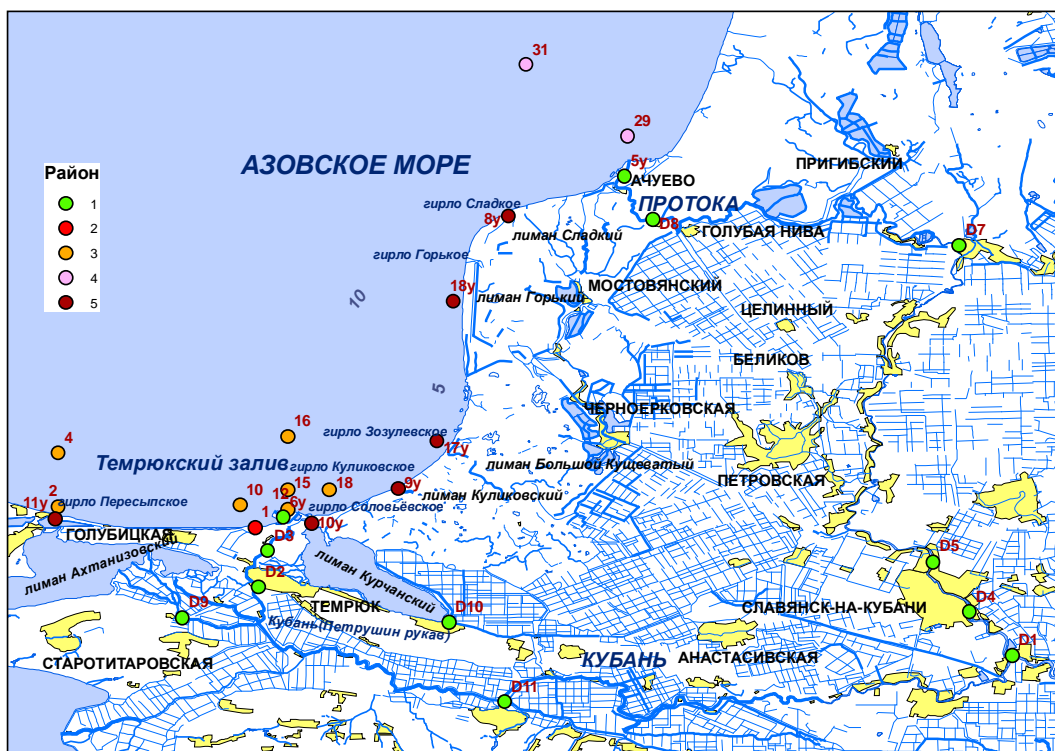 31
29
АЗОВСКОЕ МОРЕ
5у
ПРИГИБСКИЙ
АЧУЕВО
Район
1
2
3
4
5
гирло Сладкое
ПРОТОКА
8у
D8
лиман Сладкий
ГОЛУБАЯ НИВА
D7
гирло Горькое
МОСТОВЯНСКИЙ
10
18у
лиман Горький
ЦЕЛИННЫЙ
БЕЛИКОВ
5
ЧЕРНОЕРКОВСКАЯ
16
гирло Зозулевское
4
17у
Темрюкский залив
гирло Куликовское
лиман Большой Кущеватый
ПЕТРОВСКАЯ
2
15
18
9у
лиман Куликовский
11у
гирло Пересыпское
10
12
6у
гирло Соловьёвское
1
10у
ГОЛУБИЦКАЯ
D3
лиман Ахтанизовский
лиман Курчанский
D5
D2
D9
ТЕМРЮК
D10
СЛАВЯНСК-НА-КУБАНИ
D4
Кубань(Петрушин рукав)
D1
СТАРОТИТАРОВСКАЯ
КУБАНЬ
АНАСТАСИВСКАЯ
D11